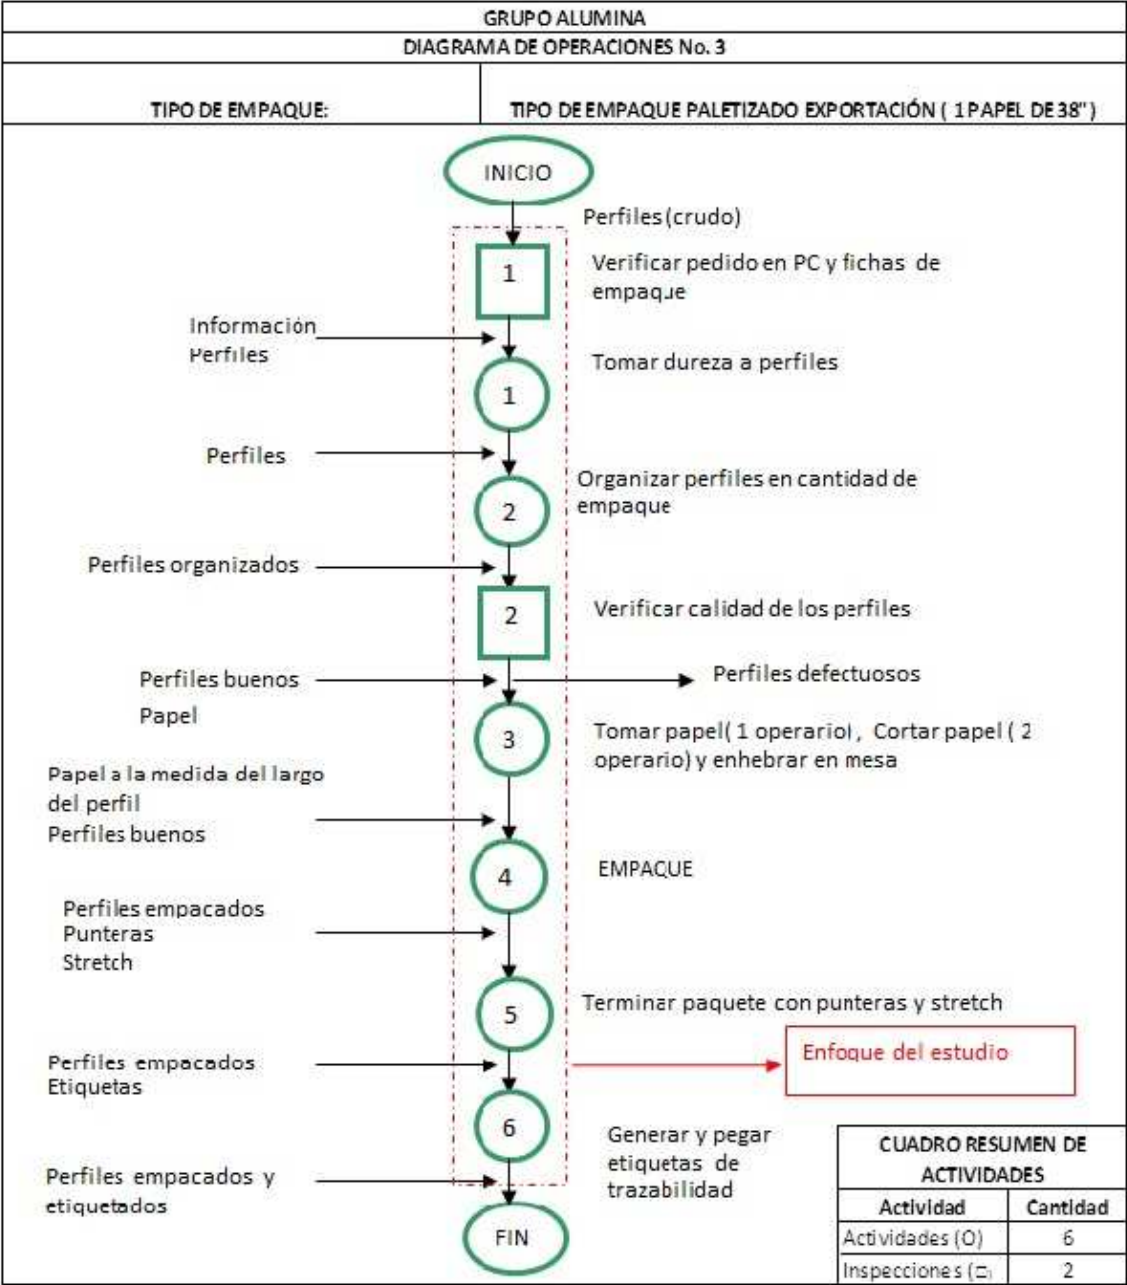 GRUPO ALUMINA
DIAGRAMA DE OPERACIONES No. 3
TIPO DE EMPAQUE:
TIPO DE EMPAQUE PALETIZADO EXPORTACIÓN ( 1 PAPEL DE 38")
INICIO
Perfiles (crudo)
1
Verificar pedido en PC y fichas de
empaque
Información
Perfiles
1
Tomar dureza a perfiles
Perfiles
2
Organizar perfiles en cantidad de
empaque
Perfiles organizados
2
Verificar calidad de los perfiles
Perfiles buenos
Papel
Perfiles defectuosos
3
Tomar papel( 1 operario), Cortar papel ( 2
operario) y enhebrar en mesa
Papel a la medida del largo
del perfil
Perfiles buenos
4
EMPAQUE
Perfiles empacados
Punteras
Stretch
5
Terminar paquete con punteras y stretch
Perfiles empacados
Etiquetas
Enfoque del estudio
6
Generar y pegar
etiquetas de
trazabilidad
Perfiles empacados y
etiquetados
FIN
CUADRO RESUMEN DE
ACTIVIDADES
Actividad
Cantidad
Actividades (O)
6
Inspecciones (□)
2